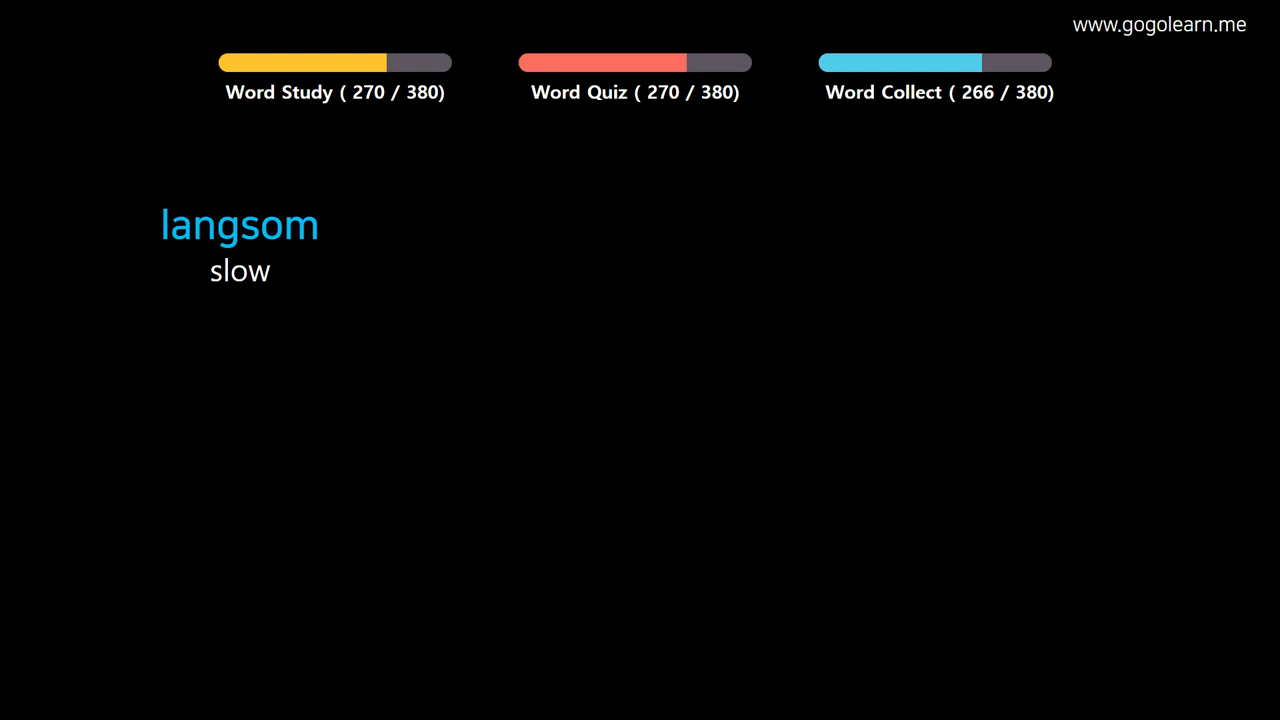 www.gogolearn.me
Word Study ( 270 / 380)
Word Quiz ( 270 / 380)
Word Collect ( 266 / 380)
langsom
slow